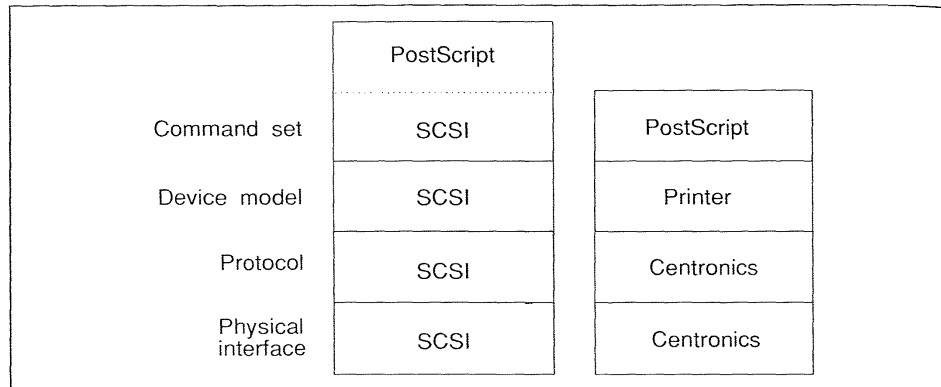 PostScript
Command set SCSI PostScript
Device model SCSI Printer
Protocol SCSI Centronics
Physical
interface SCSI Centronics